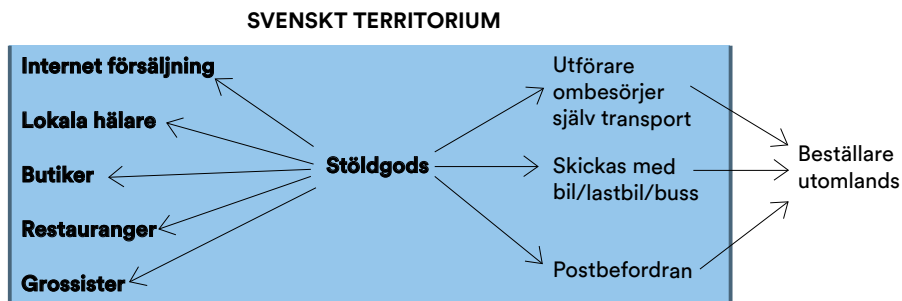 SVENSKT TERRITORIUM
Internet försäljning
Lokala hälare
Butiker
Restauranger
Grossister
Stöldgods
Utförare
ombesörjer
själv transport
Skickas med
bil/lastbil/buss
Postbefordran
Beställare
utomlands